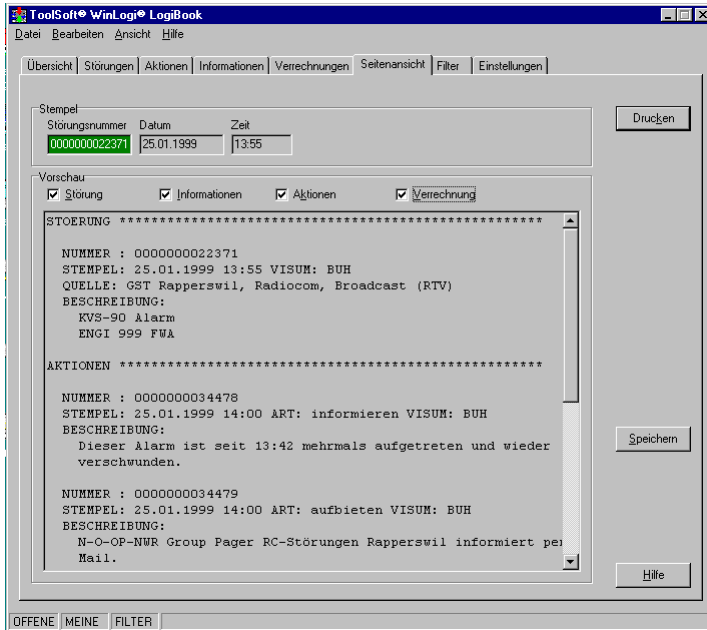 ToolSoft® WinLogi® LogiBook
Datei Bearbeiten Ansicht Hilfe
Übersicht Störungen Aktionen Informationen Verrechnungen Seitenansicht Filter Einstellungen
Stempel
Störungsnummer Datum Zeit
0000000022371 25.01.1999 13:55
Drucken
Vorschau
Störung Informationen Aktionen Verrechnung
STOERUNG *****************************************************
NUMMER : 0000000022371
STEMPEL: 25.01.1999 13:55 VISUM: BUH
QUELLE: GST Rapperswil, Radiocom, Broadcast (RTV)
BESCHREIBUNG:
KVS-90 Alarm
ENGI 999 FWA
AKTIONEN *****************************************************
NUMMER : 0000000034478
STEMPEL: 25.01.1999 14:00 ART: informieren VISUM: BUH
BESCHREIBUNG:
Dieser Alarm ist seit 13:42 mehrmals aufgetreten und wieder
verschwunden.
Speichern
NUMMER : 0000000034479
STEMPEL: 25.01.1999 14:00 ART: aufbieten VISUM: BUH
BESCHREIBUNG:
N-O-OP-NWR Group Pager RC-Störungen Rapperswil informiert per
Mail.
Hilfe
OFFENE MEINE FILTER